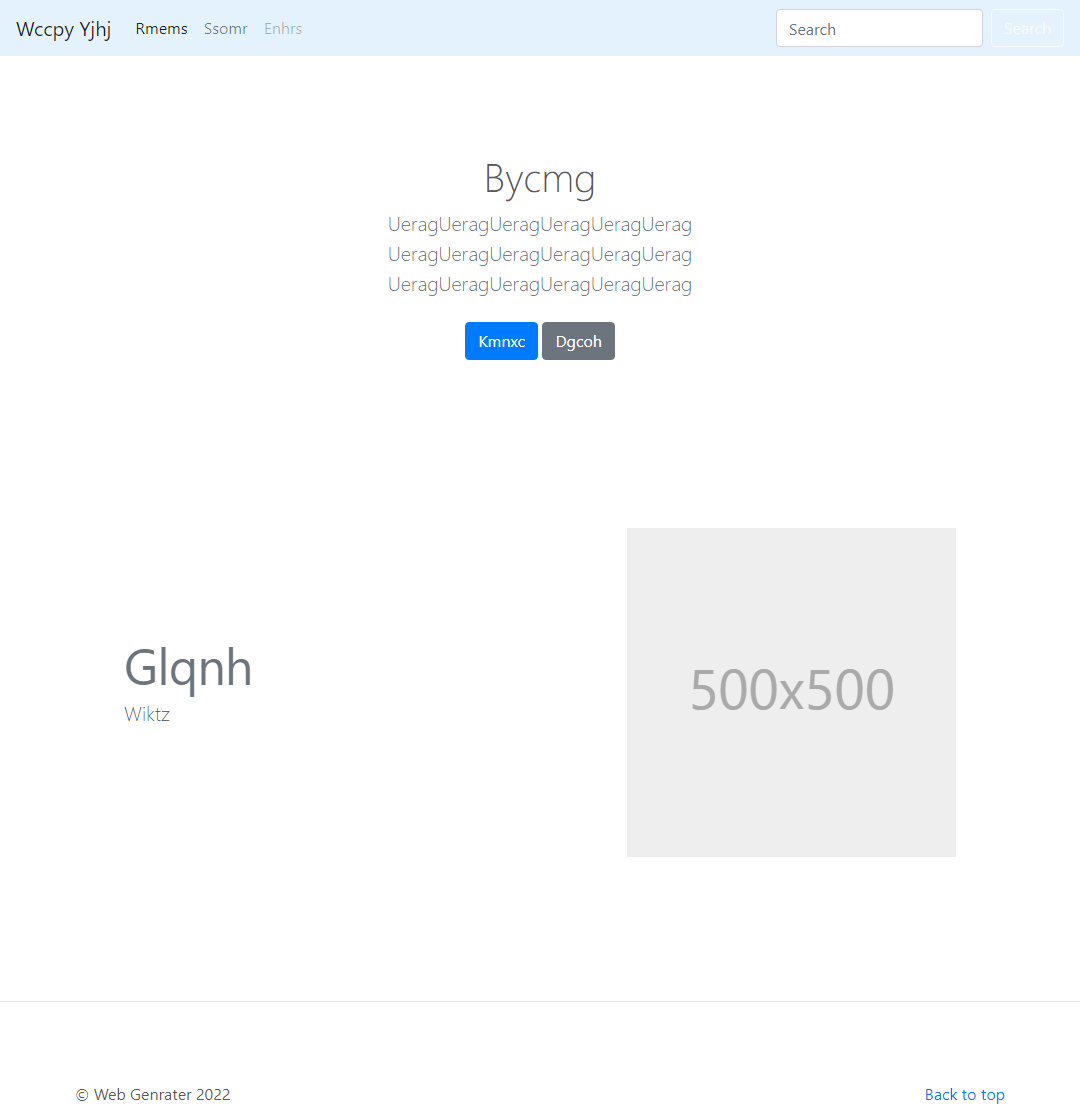 Wccpy Yjhj Rmems Ssomr Enhrs Search Search
Bycmg
UeragUeragUeragUeragUeragUerag
UeragUeragUeragUeragUeragUerag
UeragUeragUeragUeragUeragUerag
Kmnxc Dgcoh
Glqnh
Wiktz
500x500
© Web Genrater 2022 Back to top